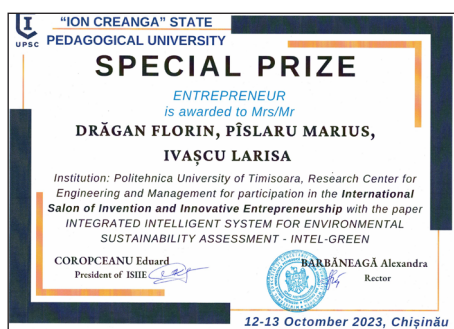 "ION CREANGA" STATE
UPSC
PEDAGOGICAL UNIVERSITY
SPECIAL PRIZE
ENTREPRENEUR
is awarded to Mrs/Mr
DRĂGAN FLORIN, PÎSLARU MARIUS,
IVAȘCU LARISA
Institution: Politehnica University of Timisoara, Research Center for
Engineering and Management for participation in the International
Salon of Invention and Innovative Entrepreneurship with the paper
INTEGRATED INTELLIGENT SYSTEM FOR ENVIRONMENTAL
SUSTAINABILITY ASSESSMENT - INTEL-GREEN
COROPCEANU Eduard
President of ISIIE
BARBĂNEAGĂ Alexandra
Rector
12-13 Octomber 2023, Chișinău